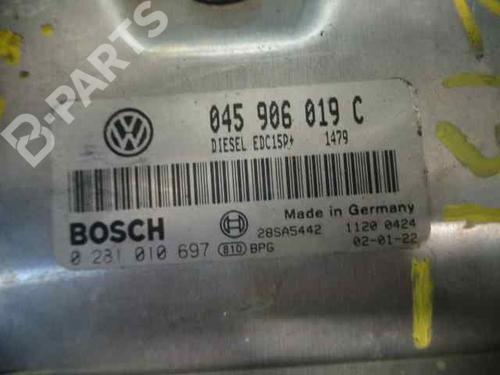 B-PARTS
045 906 019 C
DIESEL EDC15P+ 1479
BOSCH
Made in Germany
28SA5442 1120 0424
0 281 010 697 810 BPG 02-01-22